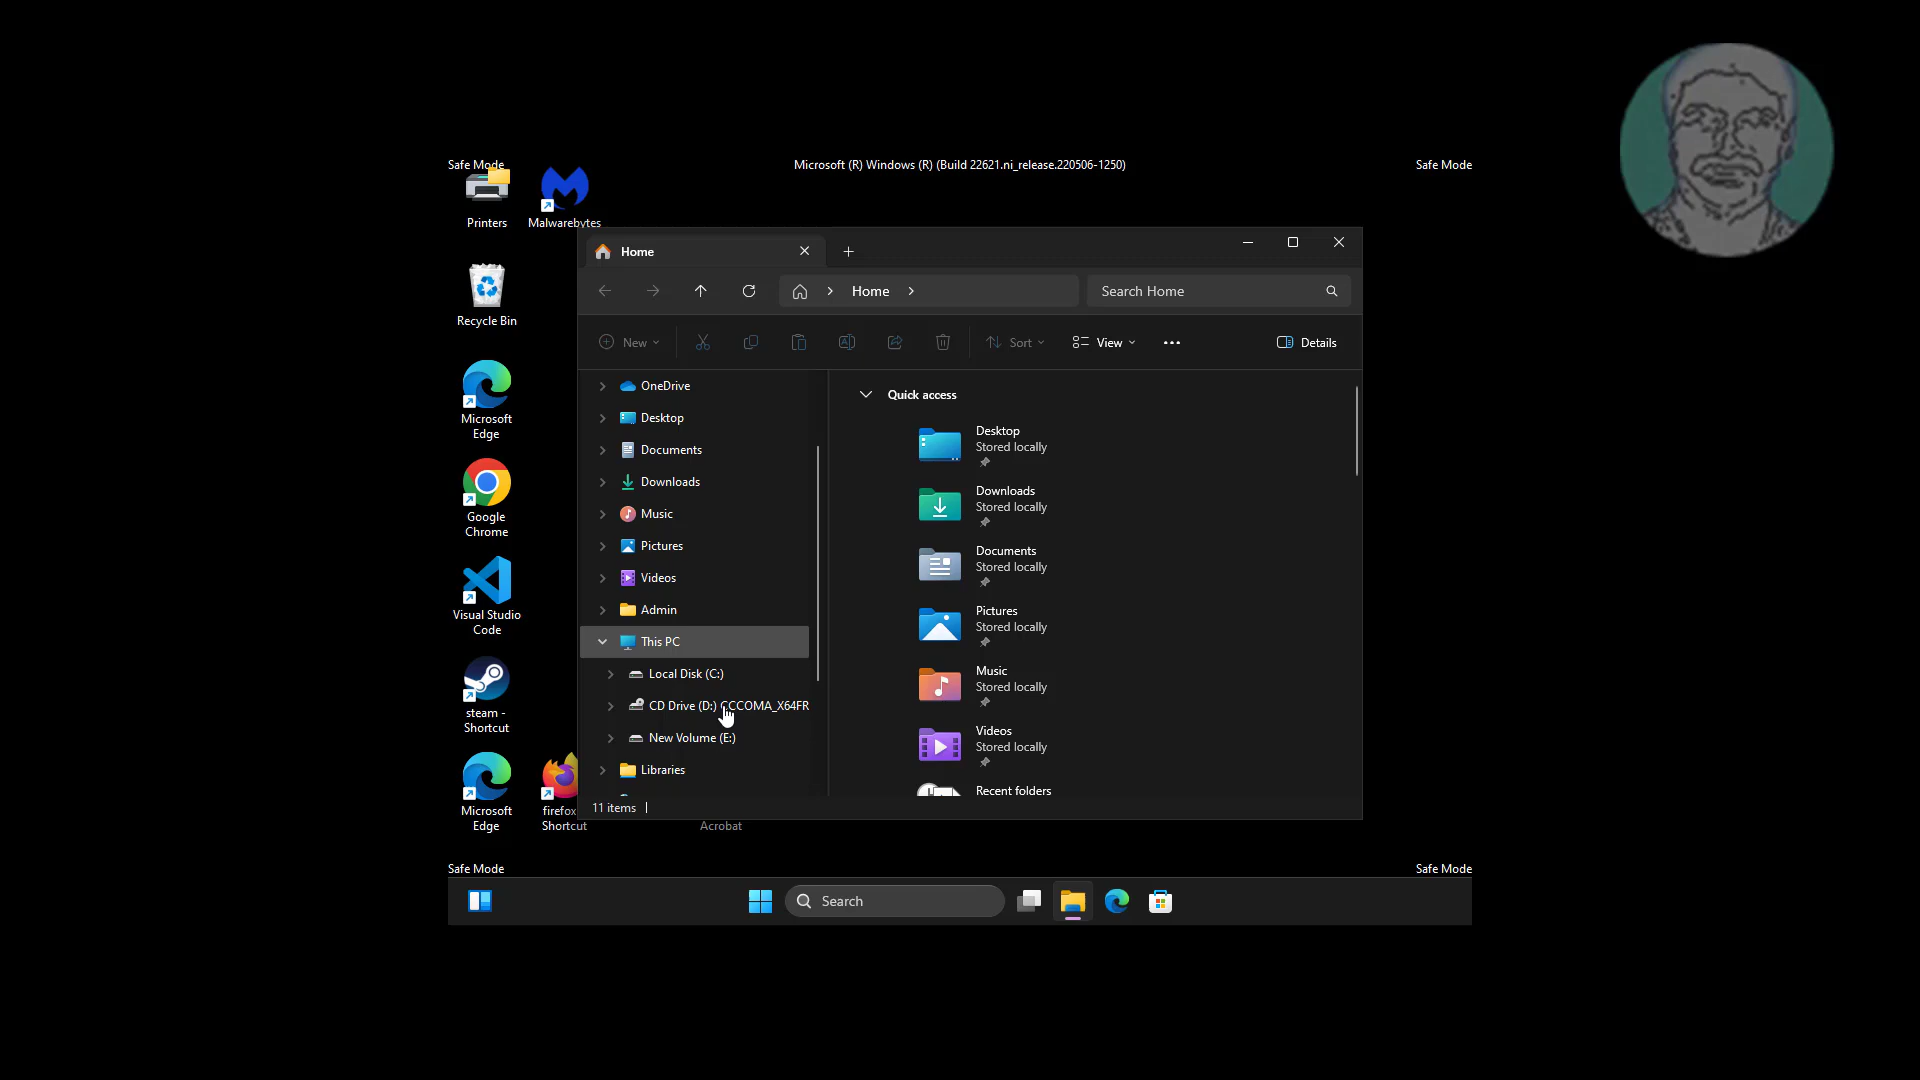 Safe Mode
Microsoft (R) Windows (R) (Build 22621.ni_release.220506-1250)
Safe Mode
Printers
Malwarebytes
Recycle Bin
Microsoft
Edge
Google
Chrome
Visual Studio
Code
steam -
Shortcut
Microsoft
Edge
firefox
Shortcut
Acrobat
Home
Home
Search Home
New
Sort
View
Details
OneDrive
Desktop
Documents
Downloads
Music
Pictures
Videos
Admin
This PC
Local Disk (C:)
CD Drive (D:) CCCOMA_X64FR
New Volume (E:)
Libraries
Quick access
Desktop
Stored locally
Downloads
Stored locally
Documents
Stored locally
Pictures
Stored locally
Music
Stored locally
Videos
Stored locally
Recent folders
11 items
Safe Mode
Safe Mode
Search